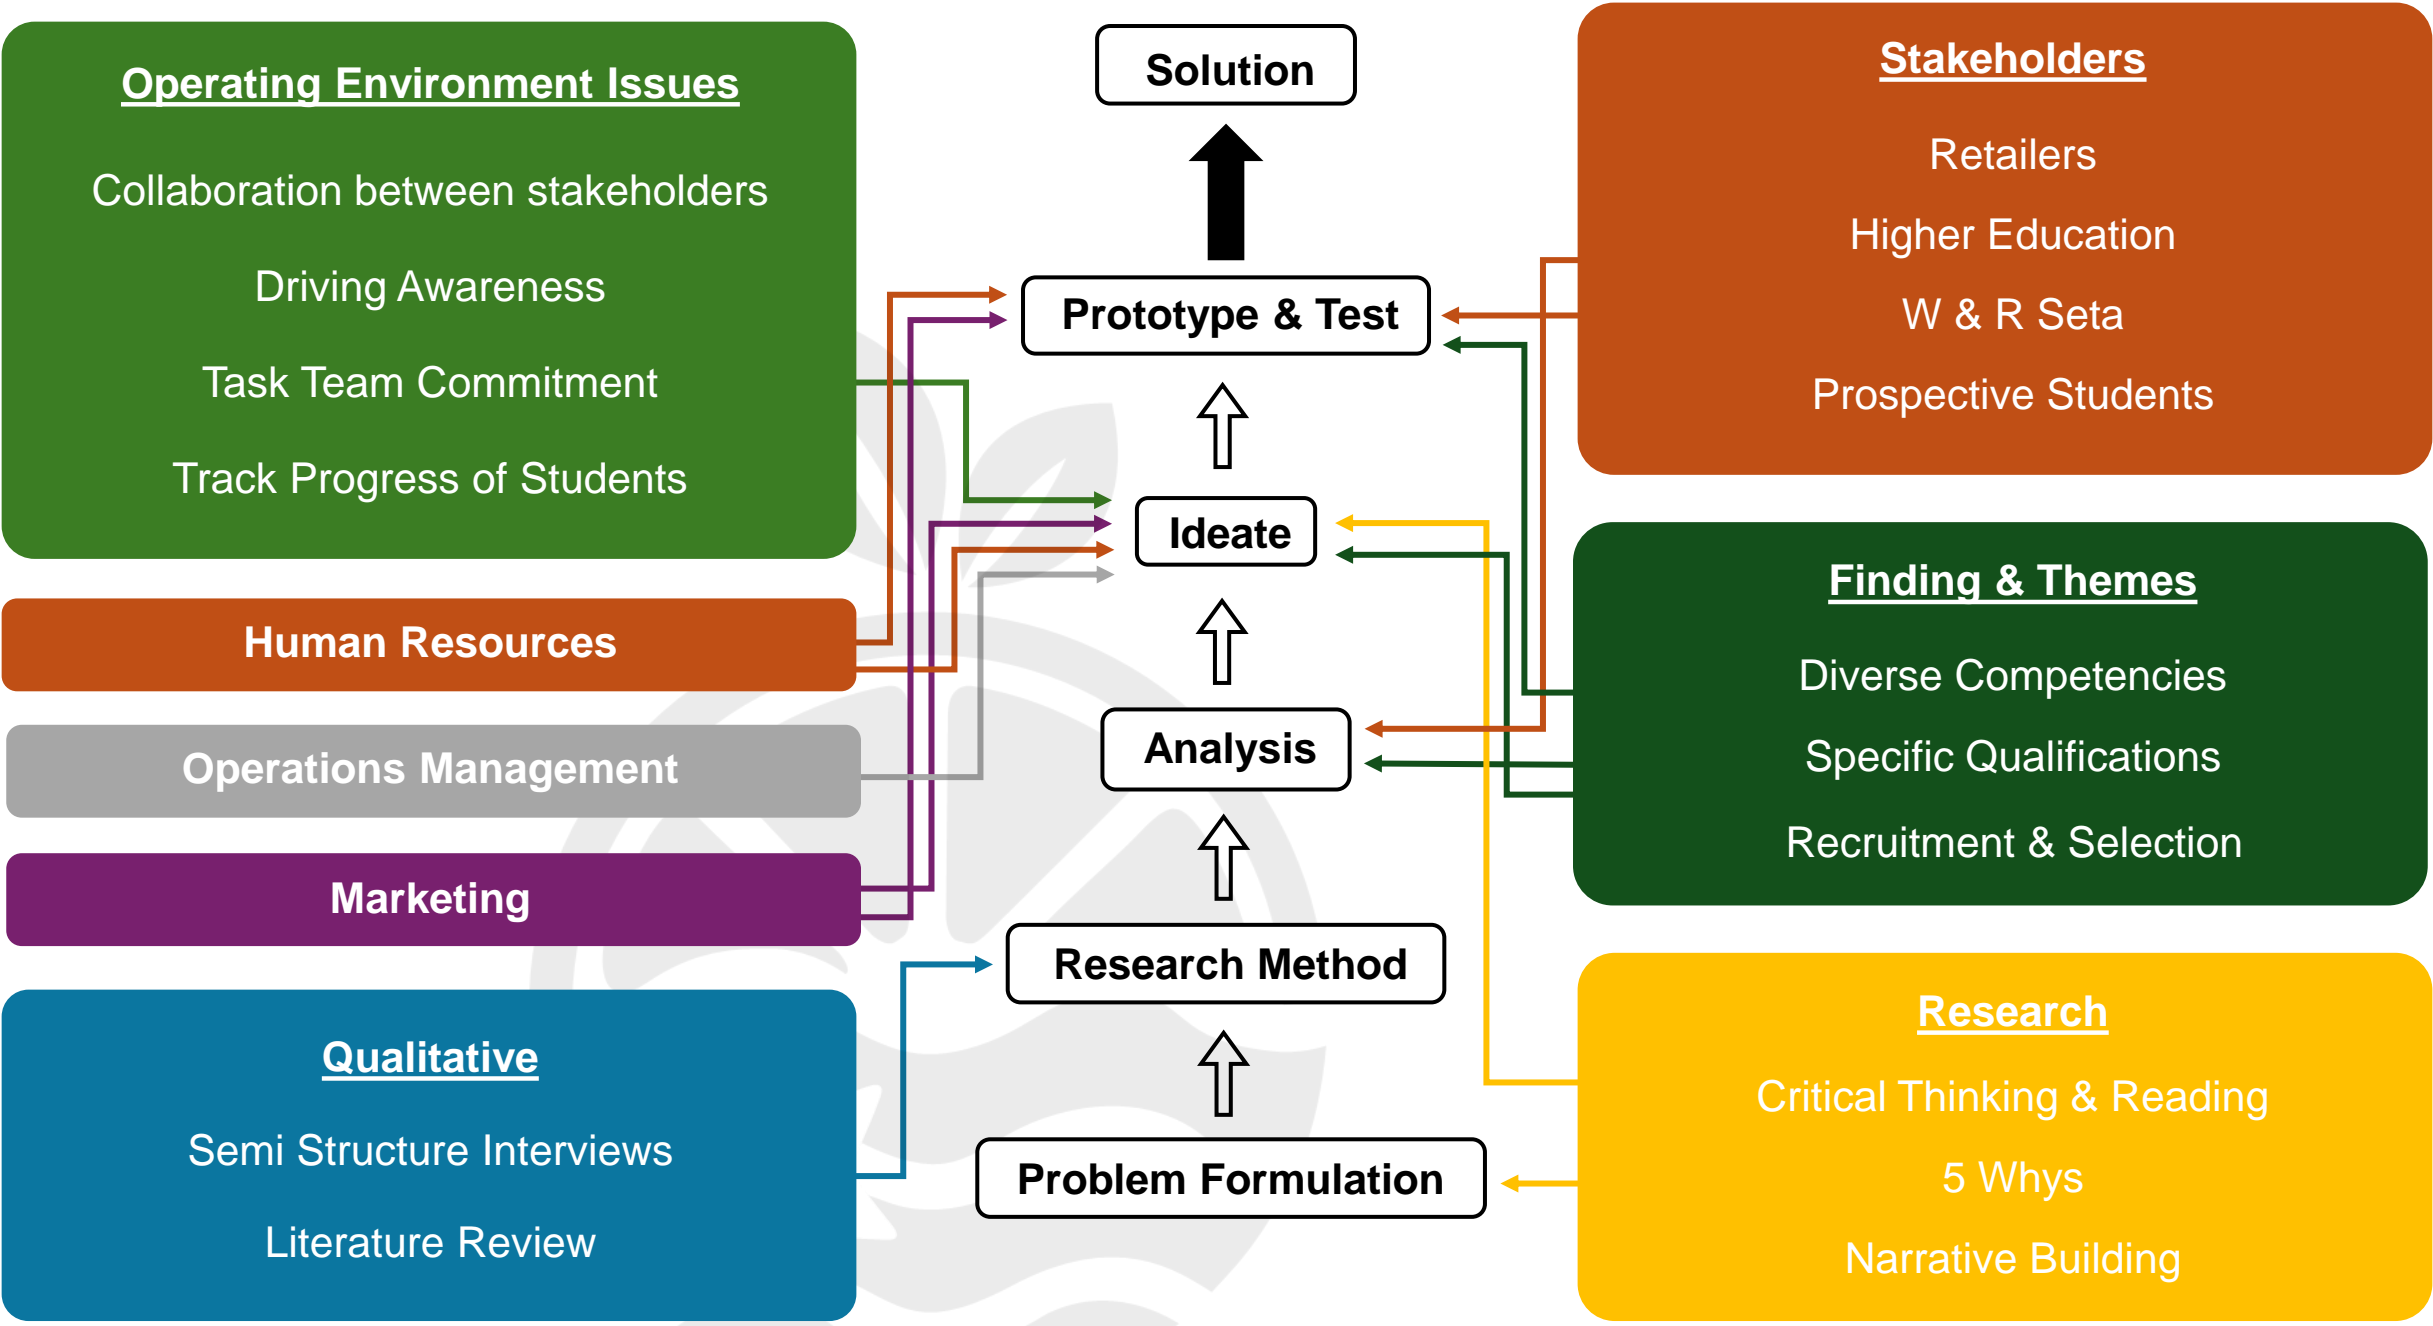 Operating Environment Issues
Collaboration between stakeholders
Driving Awareness
Task Team Commitment
Track Progress of Students
Human Resources
Operations Management
Marketing
Qualitative
Semi Structure Interviews
Literature Review
Solution
Prototype & Test
Ideate
Analysis
Research Method
Problem Formulation
Stakeholders
Retailers
Higher Education
W & R Seta
Prospective Students
Finding & Themes
Diverse Competencies
Specific Qualifications
Recruitment & Selection
Research
Critical Thinking & Reading
5 Whys
Narrative Building